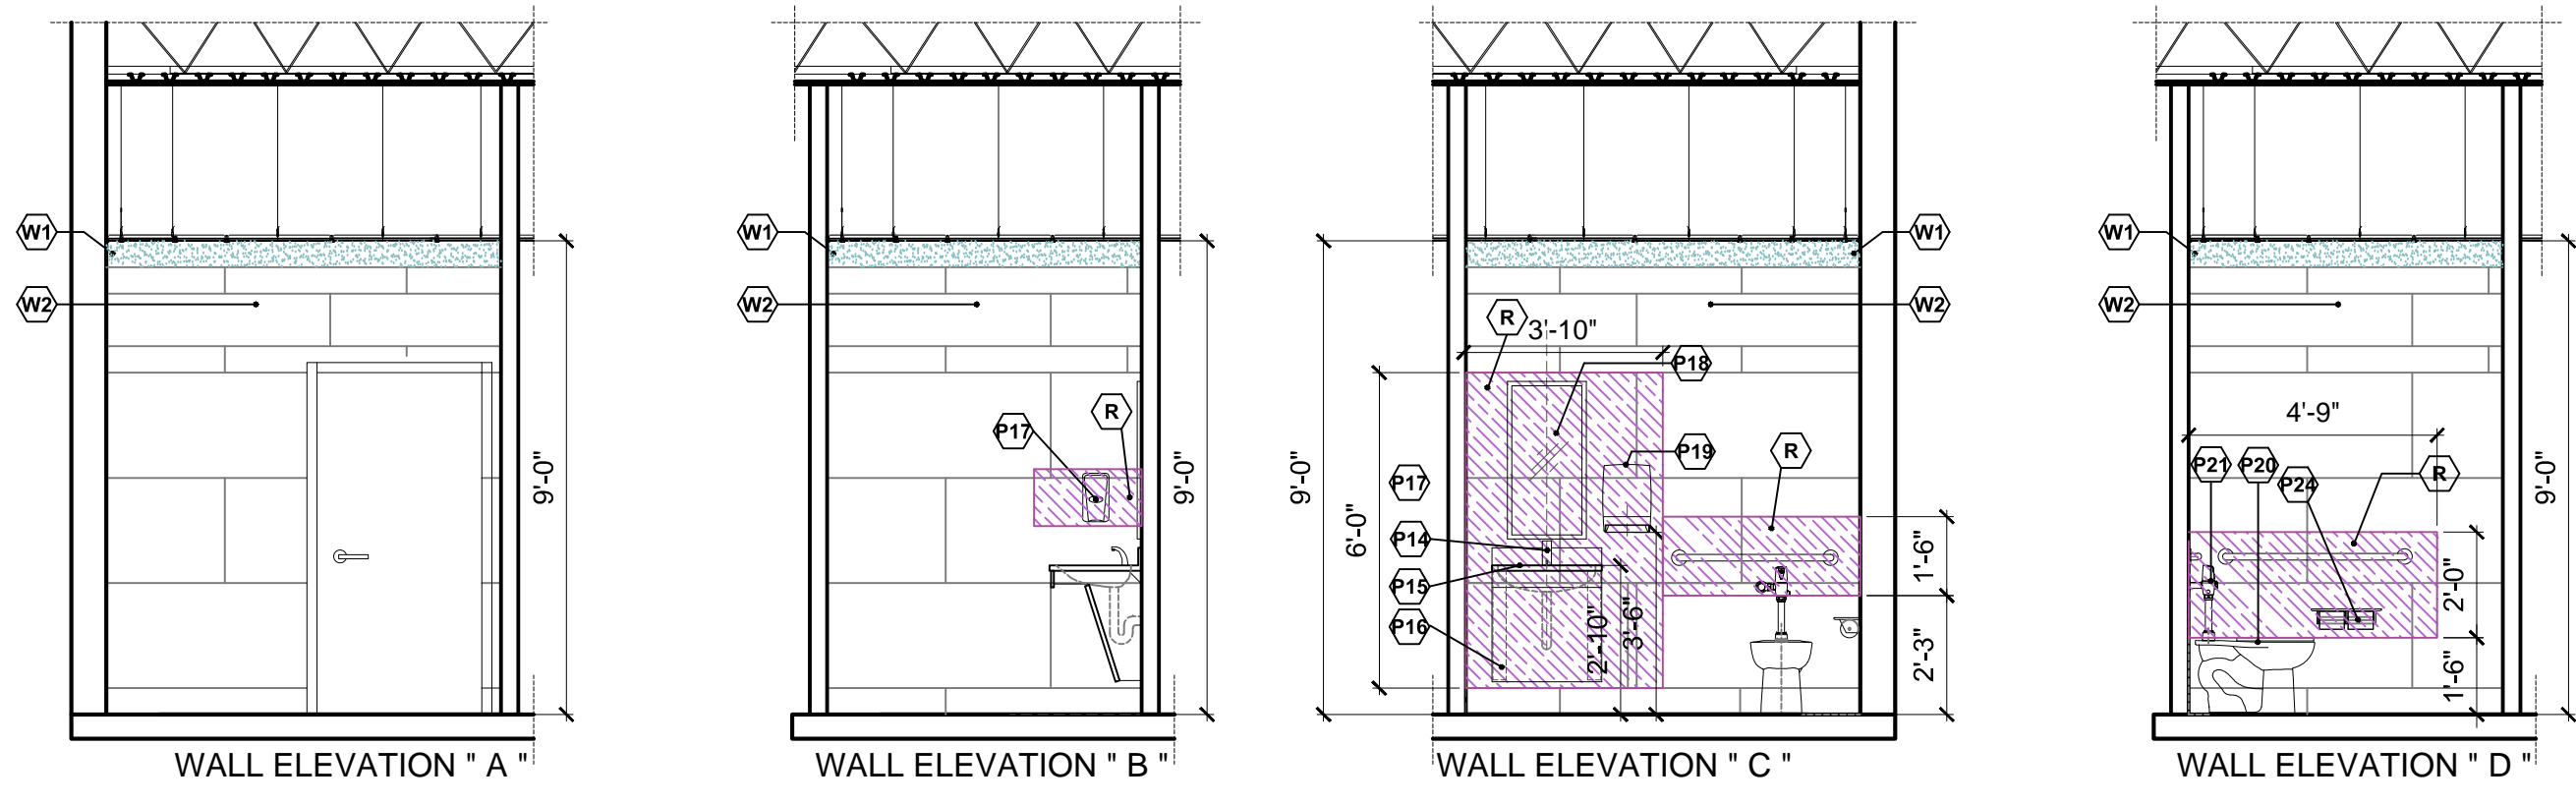 W1
W2
9'-0"
WALL ELEVATION " A "
W1
W2
P17
R
9'-0"
WALL ELEVATION " B "
W1
W2
R
3'-10"
P18
P19
R
9'-0"
P17
6'-0"
P14
P15
P16
2'-10"
3'-6"
1'-6"
2'-3"
WALL ELEVATION " C "
W1
W2
4'-9"
P21
P20
P24
R
9'-0"
2'-0"
1'-6"
WALL ELEVATION " D "